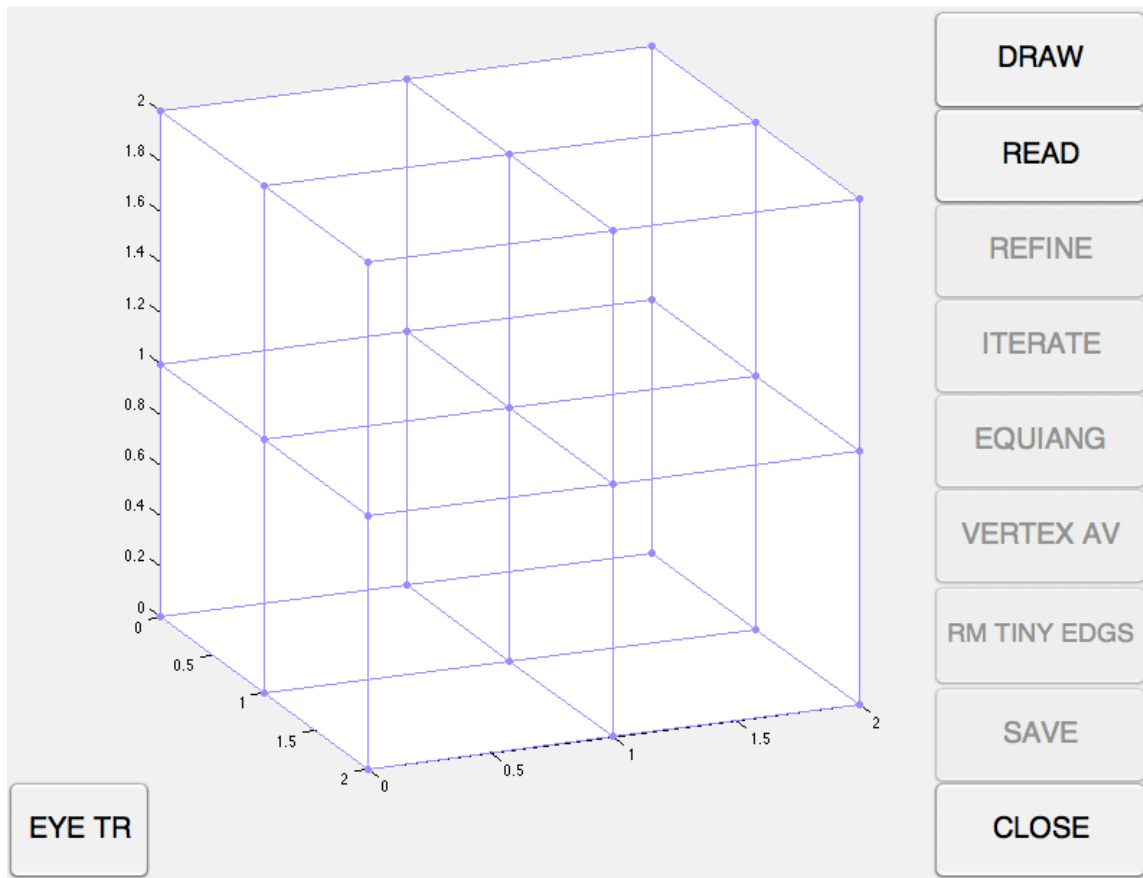 DRAW
READ
REFINE
ITERATE
EQUIANG
VERTEX AV
RM TINY EDGS
SAVE
CLOSE
EYE TR
2
1.8
1.6
1.4
1.2
1
0.8
0.6
0.4
0.2
0
0
0.5
1
1.5
2
0
0.5
1
1.5
2